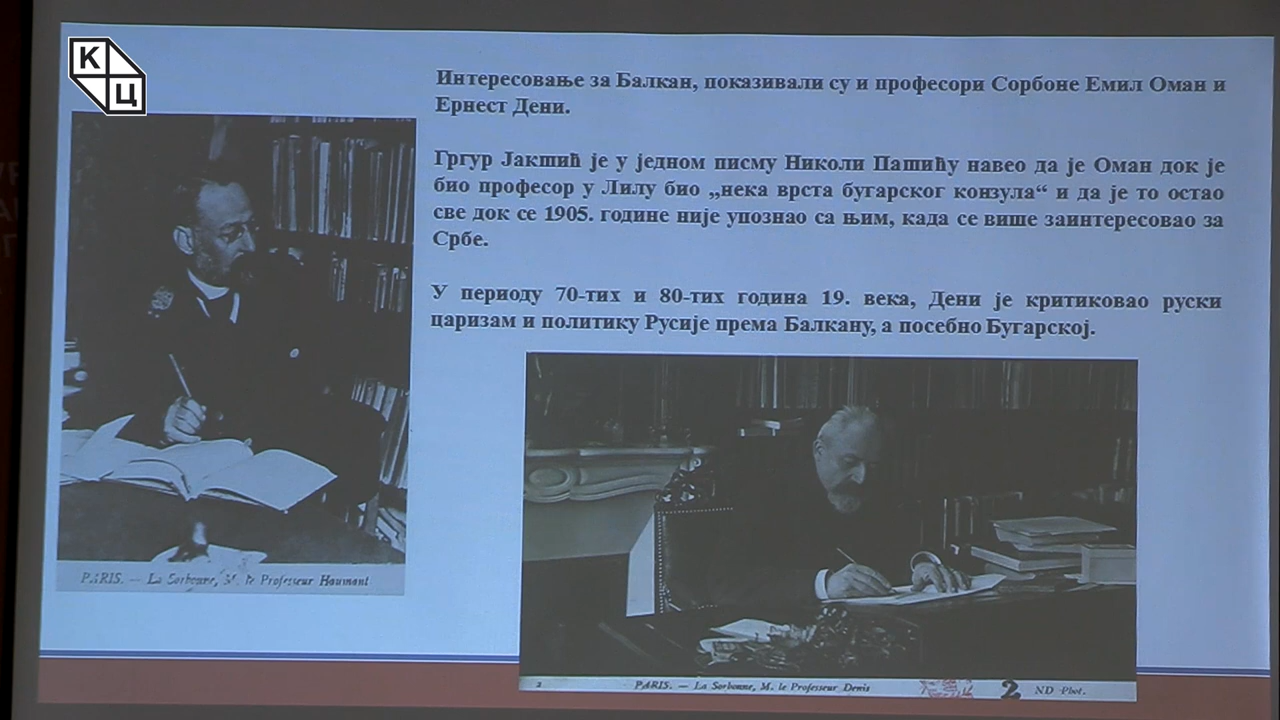 К
Ц
Интересовање за Балкан, показивали су и професори Сорбоне Емил Оман и
Ернест Дени.
Гргур Јакшић је у једном писму Николи Пашићу навео да је Оман док је
био професор у Лилу био „нека врста бугарског конзула“ и да је то остао
све док се 1905. године није упознао са њим, када се више заинтересовао за
Србе.
У периоду 70-тих и 80-тих година 19. века, Дени је критиковао руски
царизам и политику Русије према Балкану, а посебно Бугарској.
PARIS. — La Sorbonne, M. le Professeur Haumant
2 PARIS. — La Sorbonne, M. le Professeur Denis 2 ND Phot.